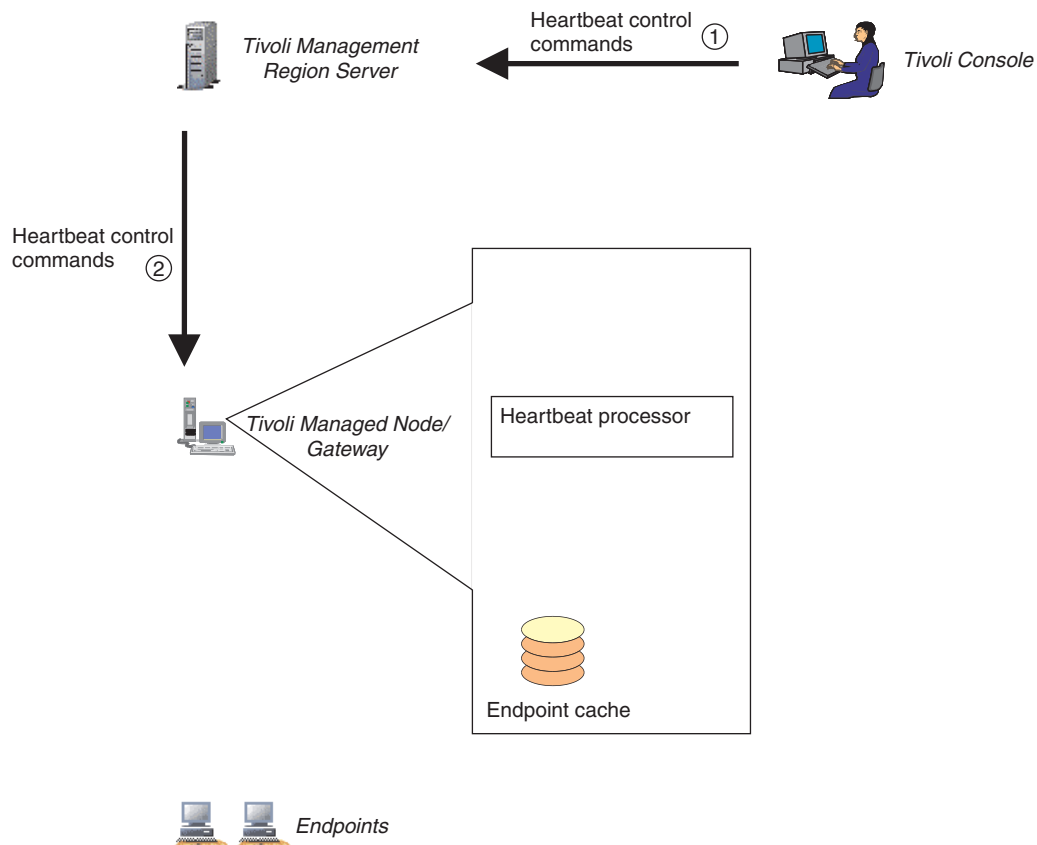 Heartbeat control
commands ①
Tivoli Management
Region Server
Tivoli Console
Heartbeat control
commands ②
Heartbeat processor
Tivoli Managed Node/
Gateway
Endpoint cache
Endpoints